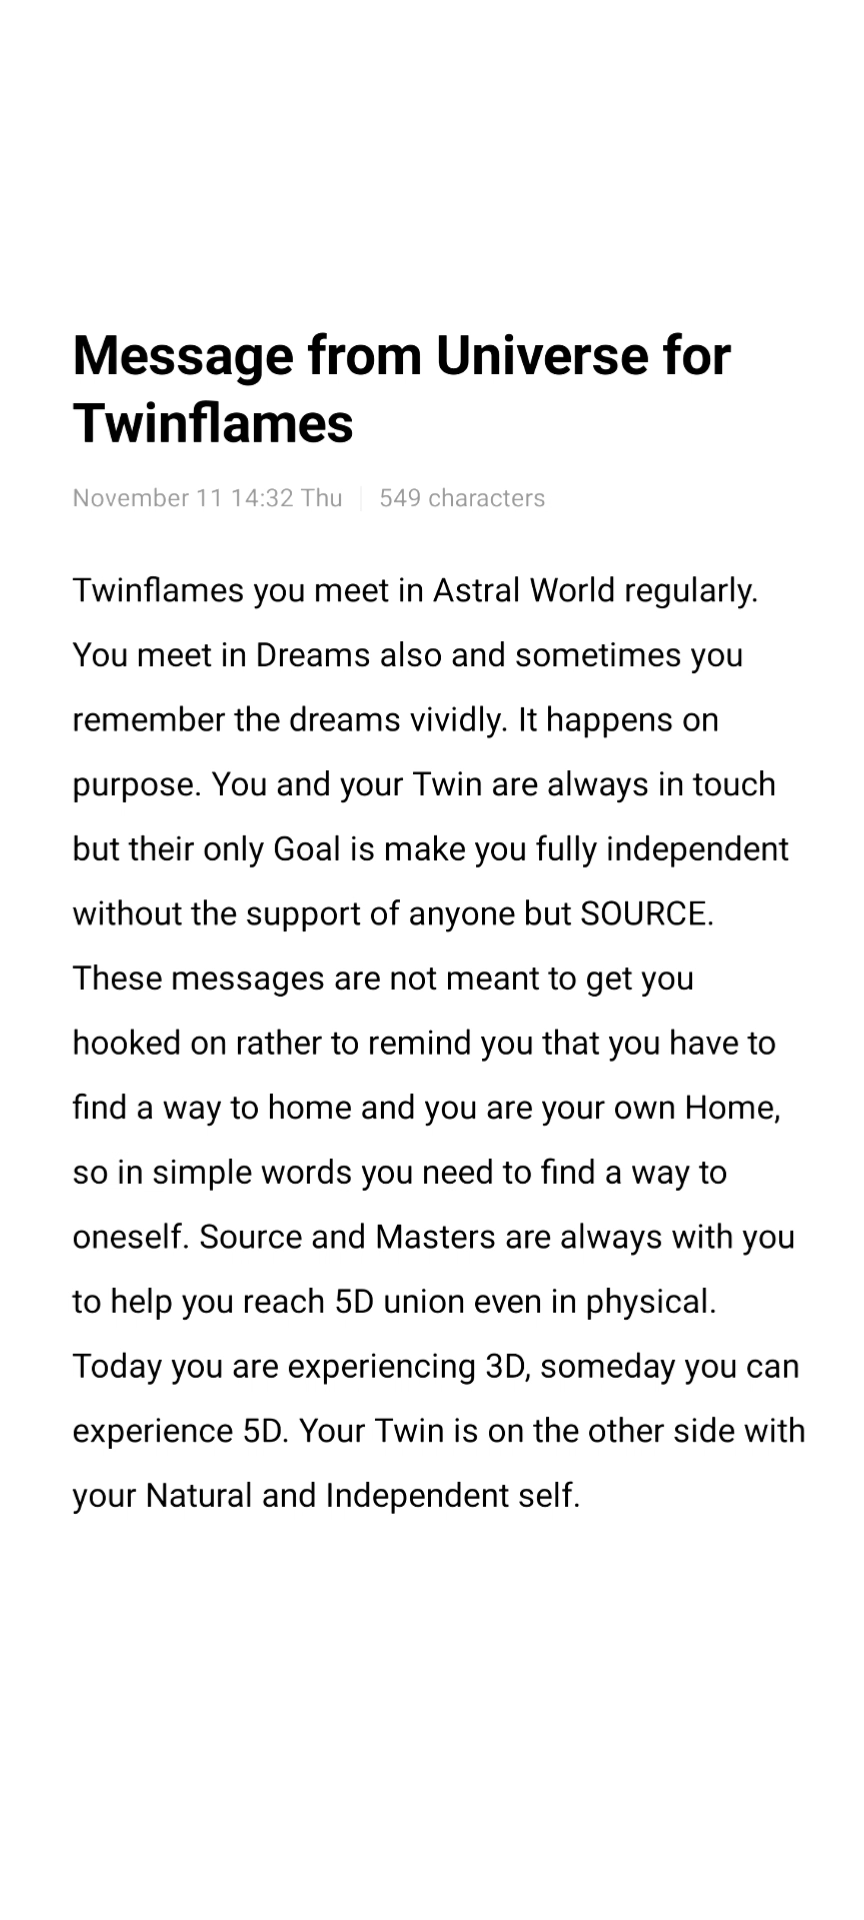 Message from Universe for
Twinflames
November 11 14:32 Thu | 549 characters
Twinflames you meet in Astral World regularly.
You meet in Dreams also and sometimes you
remember the dreams vividly. It happens on
purpose. You and your Twin are always in touch
but their only Goal is make you fully independent
without the support of anyone but SOURCE.
These messages are not meant to get you
hooked on rather to remind you that you have to
find a way to home and you are your own Home,
so in simple words you need to find a way to
oneself. Source and Masters are always with you
to help you reach 5D union even in physical.
Today you are experiencing 3D, someday you can
experience 5D. Your Twin is on the other side with
your Natural and Independent self.